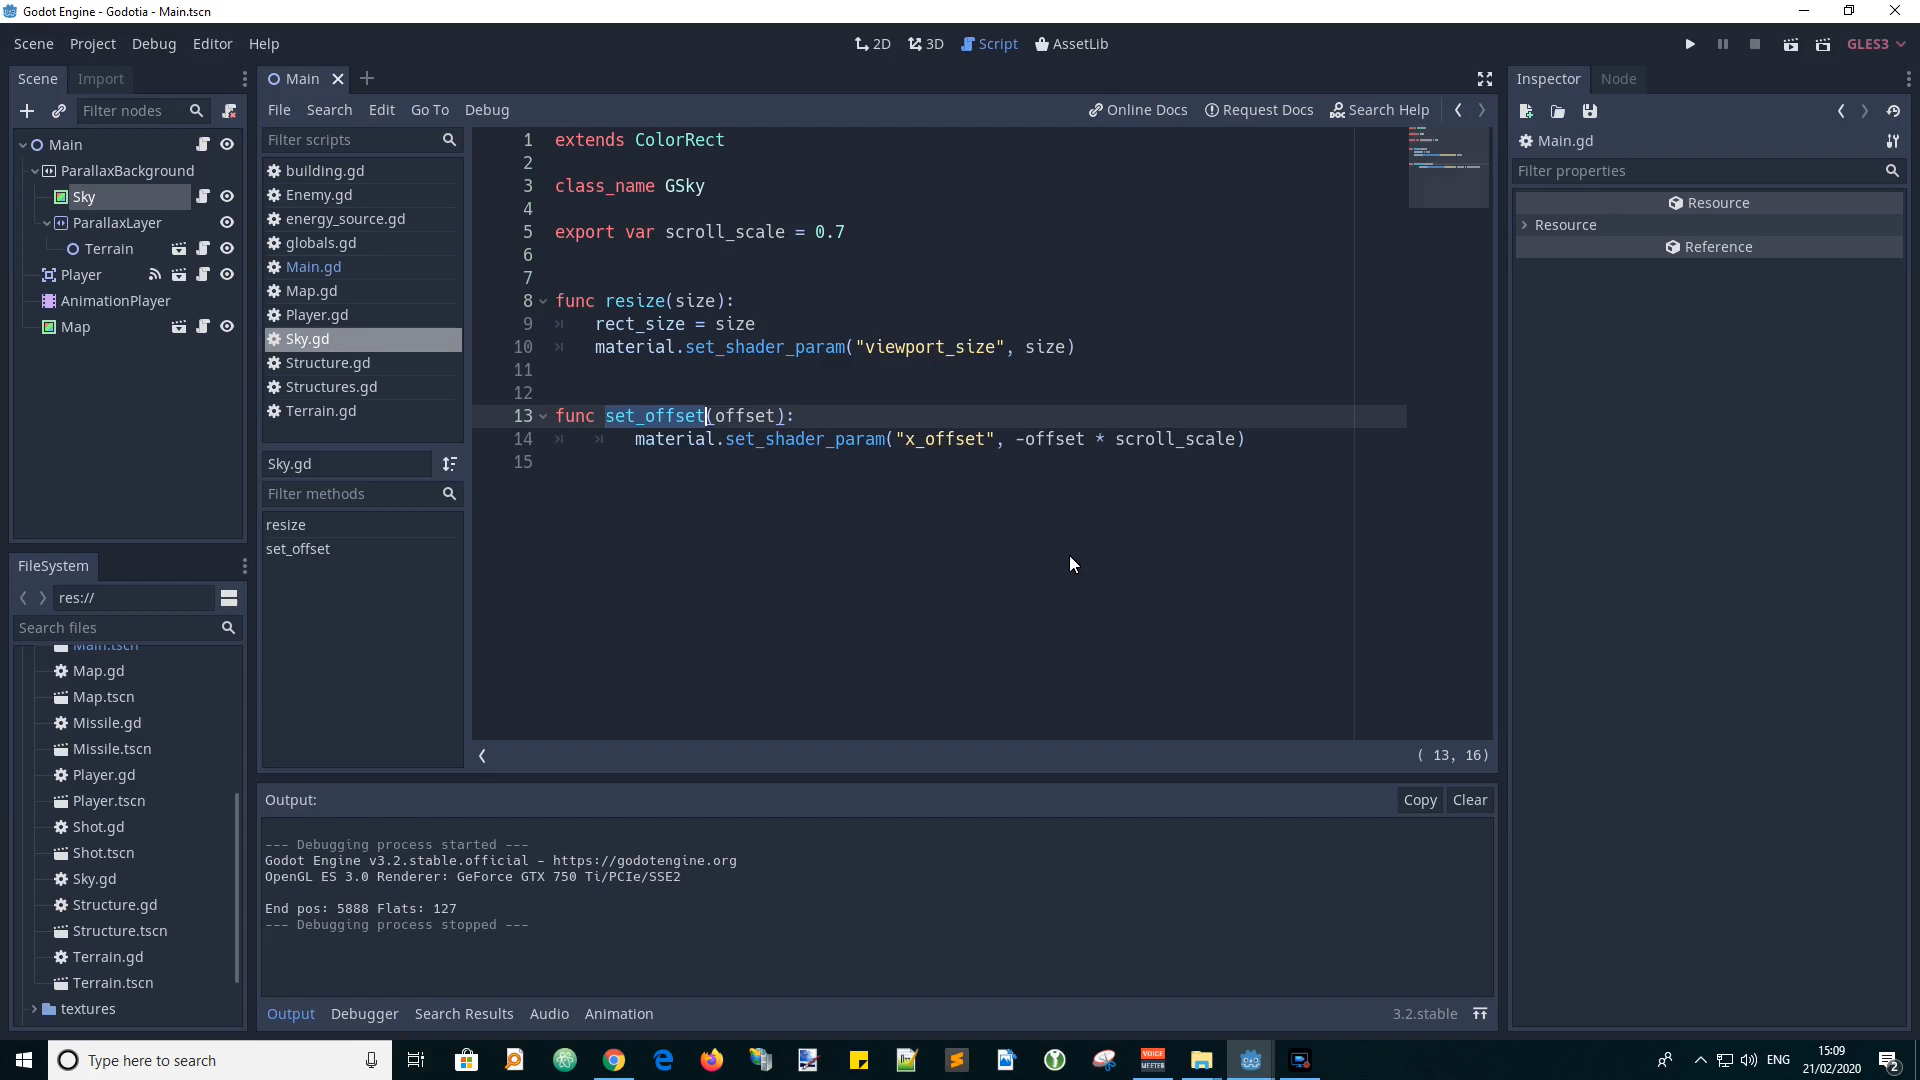 Godot Engine - Godotia - Main.tscn
Scene Project Debug Editor Help
2D 3D Script AssetLib
GLES3
Scene Import
Filter nodes
Main
ParallaxBackground
Sky
ParallaxLayer
Terrain
Player
AnimationPlayer
Map
FileSystem
res://
Search files
Main.tscn
Map.gd
Map.tscn
Missile.gd
Missile.tscn
Player.gd
Player.tscn
Shot.gd
Shot.tscn
Sky.gd
Structure.gd
Structure.tscn
Terrain.gd
Terrain.tscn
textures
Main
File Search Edit Go To Debug
Online Docs Request Docs Search Help
Filter scripts
building.gd
Enemy.gd
energy_source.gd
globals.gd
Main.gd
Map.gd
Player.gd
Sky.gd
Structure.gd
Structures.gd
Terrain.gd
Sky.gd
Filter methods
resize
set_offset
1 extends ColorRect
2
3 class_name GSky
4
5 export var scroll_scale = 0.7
6
7
8 func resize(size):
9 rect_size = size
10 material.set_shader_param("viewport_size", size)
11
12
13 func set_offset(offset):
14 material.set_shader_param("x_offset", -offset * scroll_scale)
15
( 13, 16)
Output:
Copy Clear
--- Debugging process started ---
Godot Engine v3.2.stable.official - https://godotengine.org
OpenGL ES 3.0 Renderer: GeForce GTX 750 Ti/PCIe/SSE2
End pos: 5888 Flats: 127
--- Debugging process stopped ---
Output Debugger Search Results Audio Animation
3.2.stable
Inspector Node
Main.gd
Filter properties
Resource
Resource
Reference
Type here to search
VOICE
MEETER
ENG
15:09
21/02/2020
2